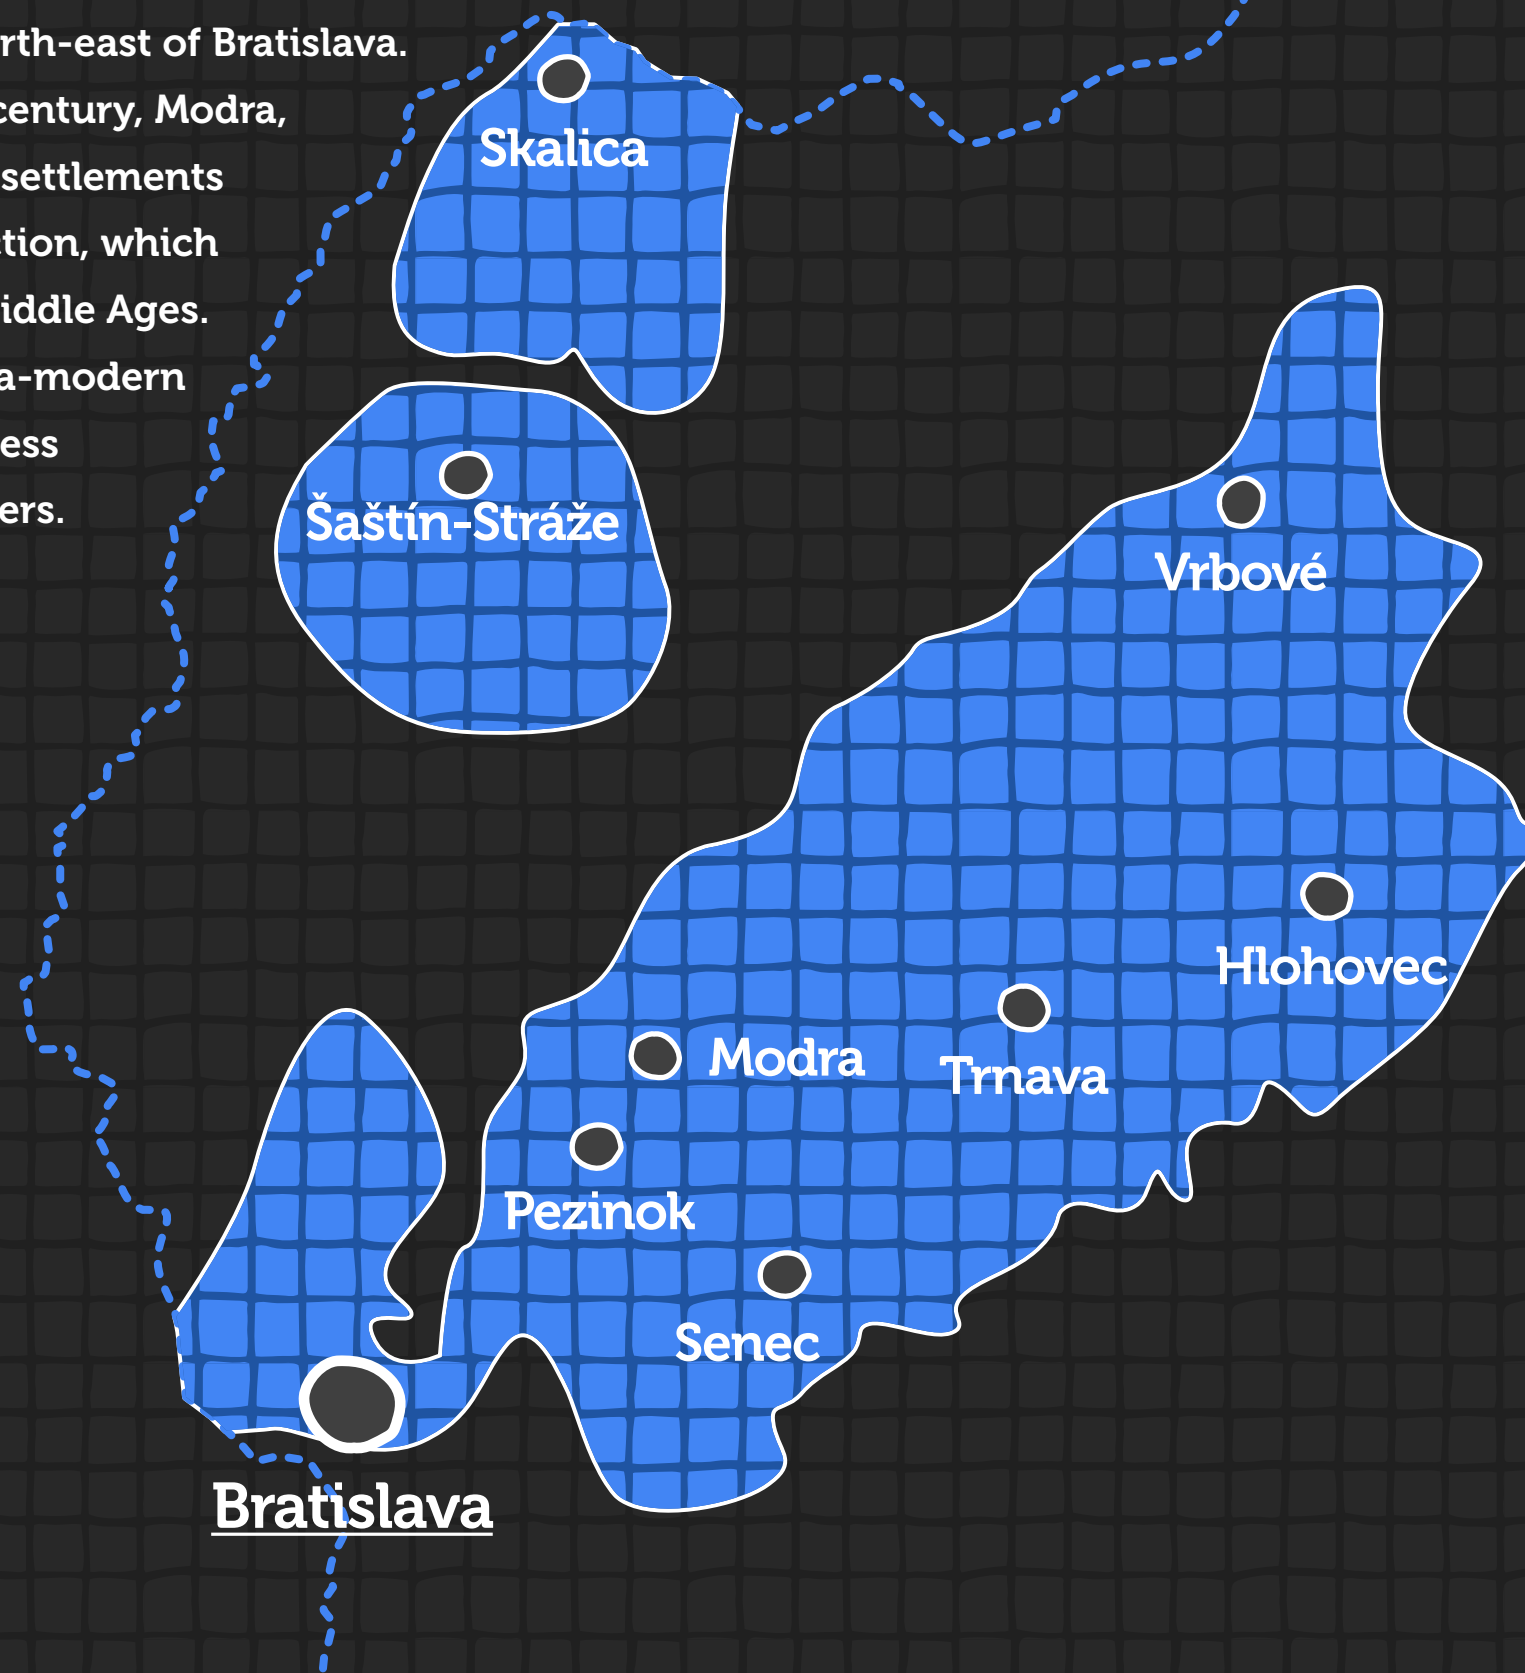 rth-east of Bratislava.
century, Modra,
settlements
tion, which
iddle Ages.
a-modern
ess
ers.
Skalica
Šaštín-Stráže
Vrbové
Hlohovec
Modra
Trnava
Pezinok
Senec
Bratislava